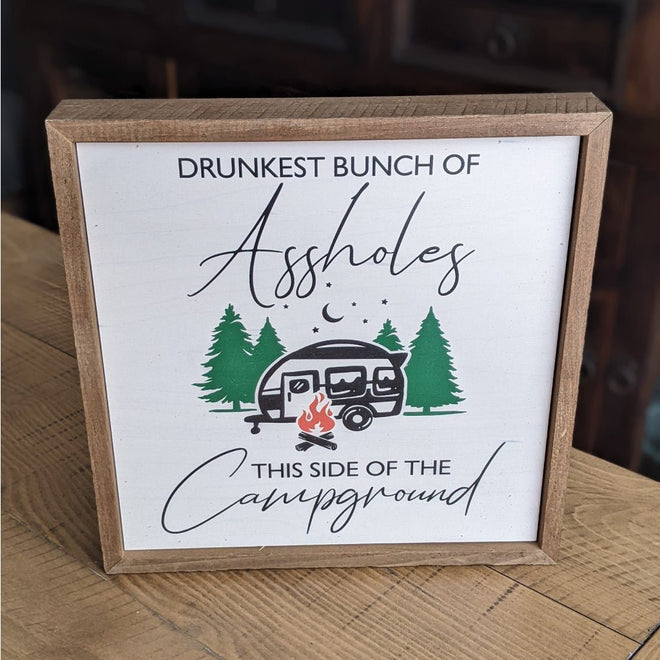 DRUNKEST BUNCH OF
Assholes
THIS SIDE OF THE
Campground